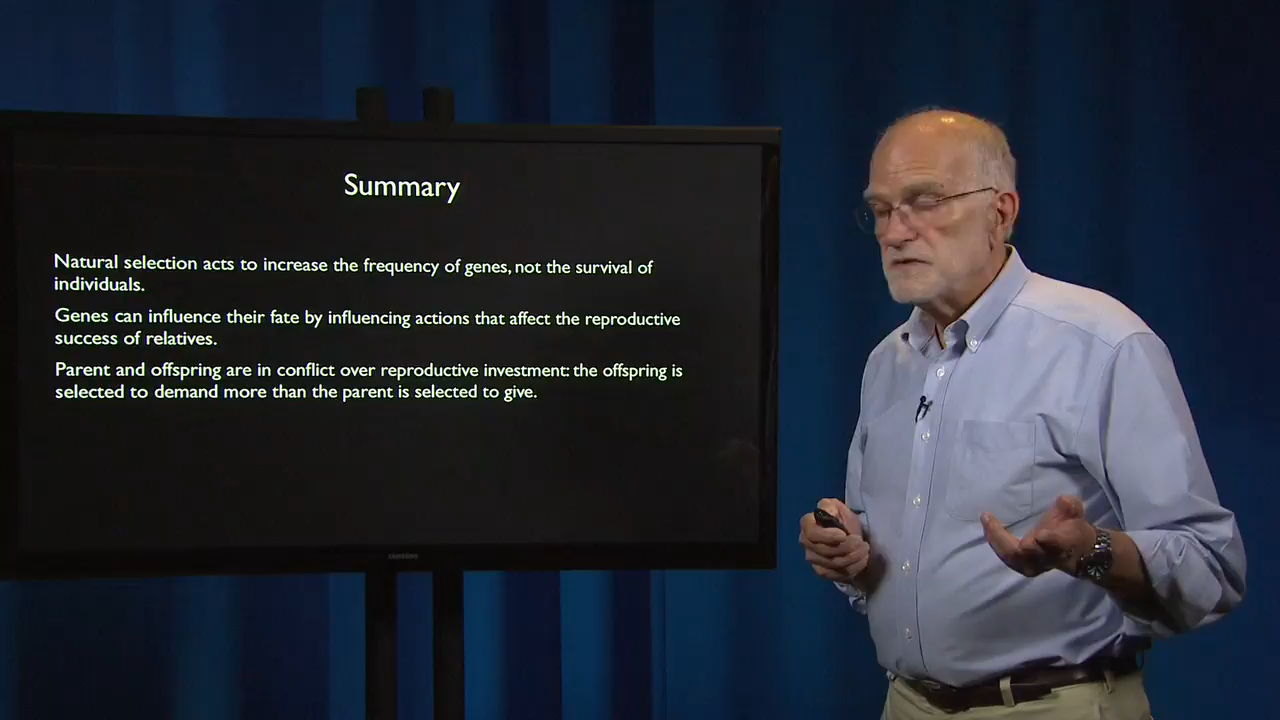 Summary
Natural selection acts to increase the frequency of genes, not the survival of
individuals.
Genes can influence their fate by influencing actions that affect the reproductive
success of relatives.
Parent and offspring are in conflict over reproductive investment: the offspring is
selected to demand more than the parent is selected to give.
SAMSUNG